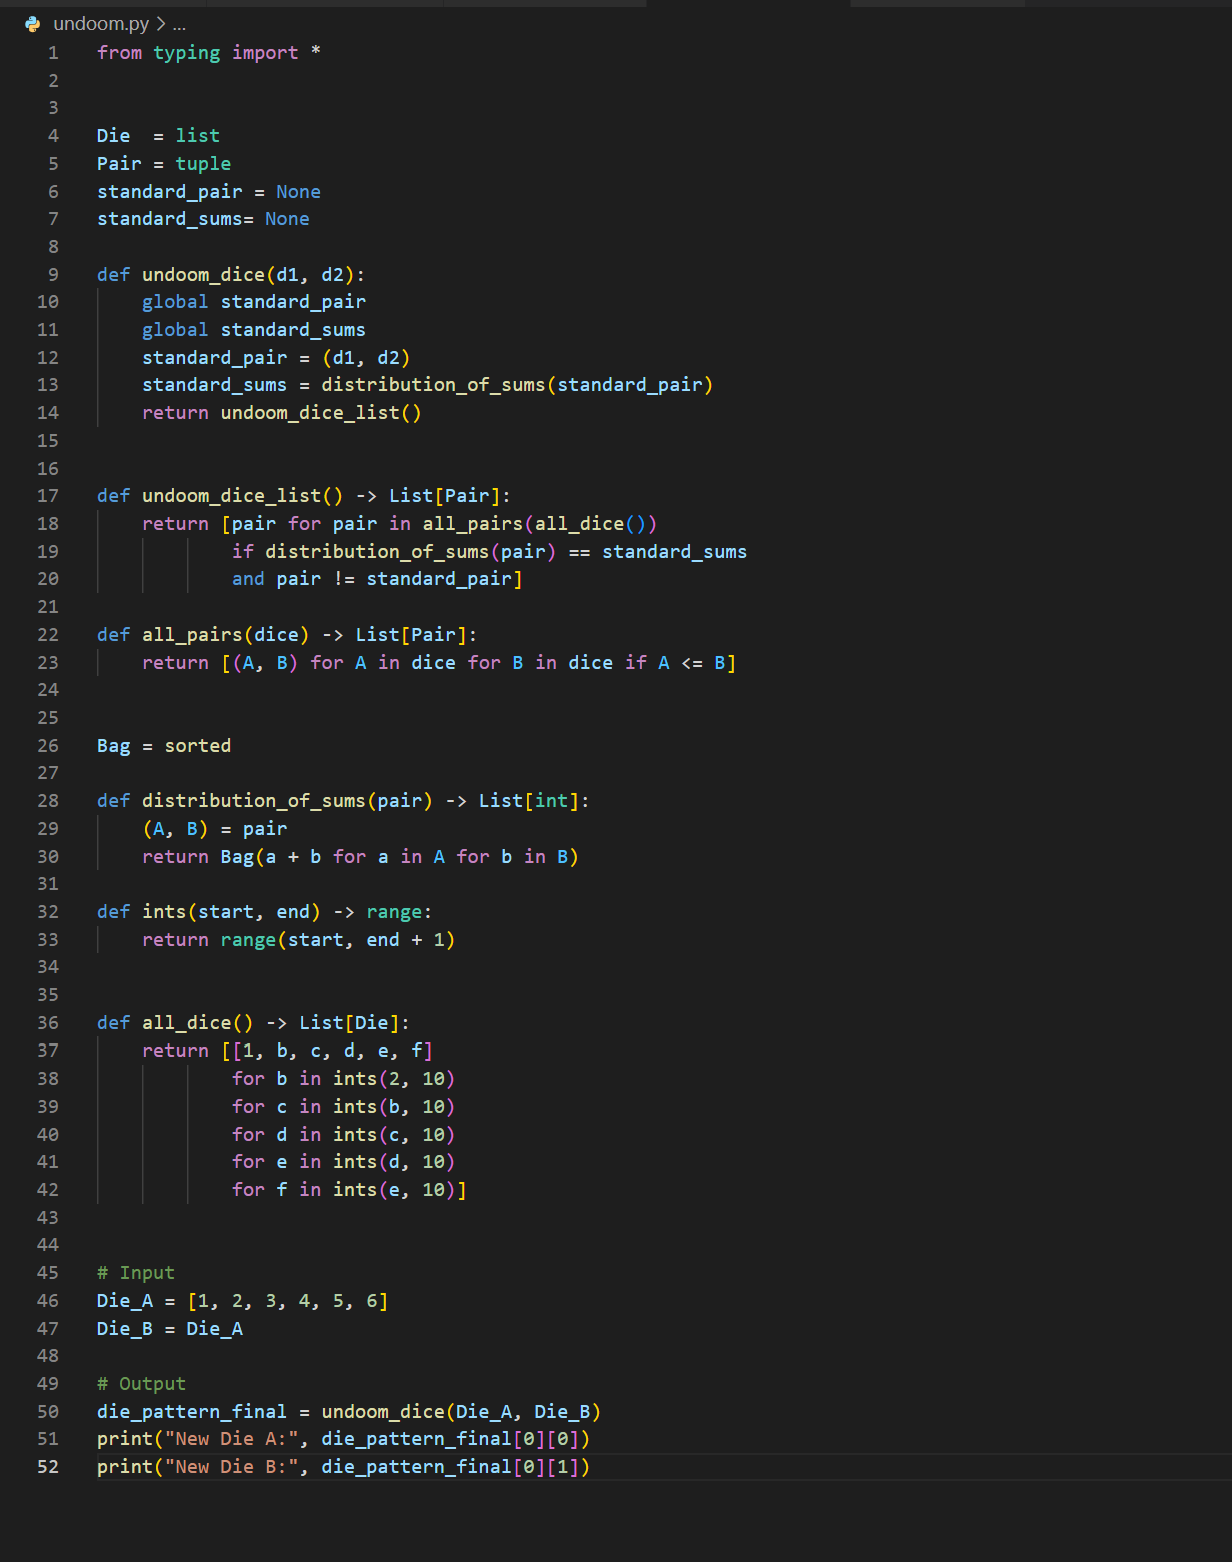 undoom.py > ...
1 from typing import *
2
3
4 Die  = list
5 Pair = tuple
6 standard_pair = None
7 standard_sums= None
8
9 def undoom_dice(d1, d2):
10     global standard_pair
11     global standard_sums
12     standard_pair = (d1, d2)
13     standard_sums = distribution_of_sums(standard_pair)
14     return undoom_dice_list()
15
16
17 def undoom_dice_list() -> List[Pair]:
18     return [pair for pair in all_pairs(all_dice())
19             if distribution_of_sums(pair) == standard_sums
20             and pair != standard_pair]
21
22 def all_pairs(dice) -> List[Pair]:
23     return [(A, B) for A in dice for B in dice if A <= B]
24
25
26 Bag = sorted
27
28 def distribution_of_sums(pair) -> List[int]:
29     (A, B) = pair
30     return Bag(a + b for a in A for b in B)
31
32 def ints(start, end) -> range:
33     return range(start, end + 1)
34
35
36 def all_dice() -> List[Die]:
37     return [[1, b, c, d, e, f]
38             for b in ints(2, 10)
39             for c in ints(b, 10)
40             for d in ints(c, 10)
41             for e in ints(d, 10)
42             for f in ints(e, 10)]
43
44
45 # Input
46 Die_A = [1, 2, 3, 4, 5, 6]
47 Die_B = Die_A
48
49 # Output
50 die_pattern_final = undoom_dice(Die_A, Die_B)
51 print("New Die A:", die_pattern_final[0][0])
52 print("New Die B:", die_pattern_final[0][1])